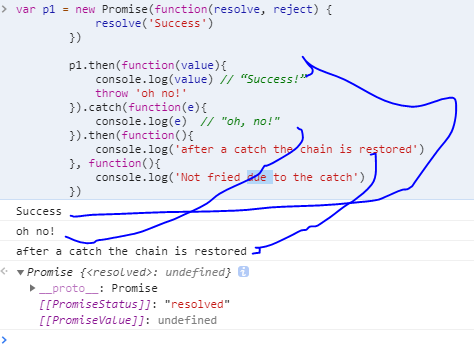 > var p1 = new Promise(function(resolve, reject) {
resolve('Success')
})
p1.then(function(value){
console.log(value) // “Success!”
throw 'oh no!'
}).catch(function(e){
console.log(e)  // "oh, no!"
}).then(function(){
console.log('after a catch the chain is restored')
}, function(){
console.log('Not fried due to the catch')
})
Success
oh no!
after a catch the chain is restored
Promise {<resolved>: undefined} i
__proto__: Promise
[[PromiseStatus]]: "resolved"
[[PromiseValue]]: undefined
>